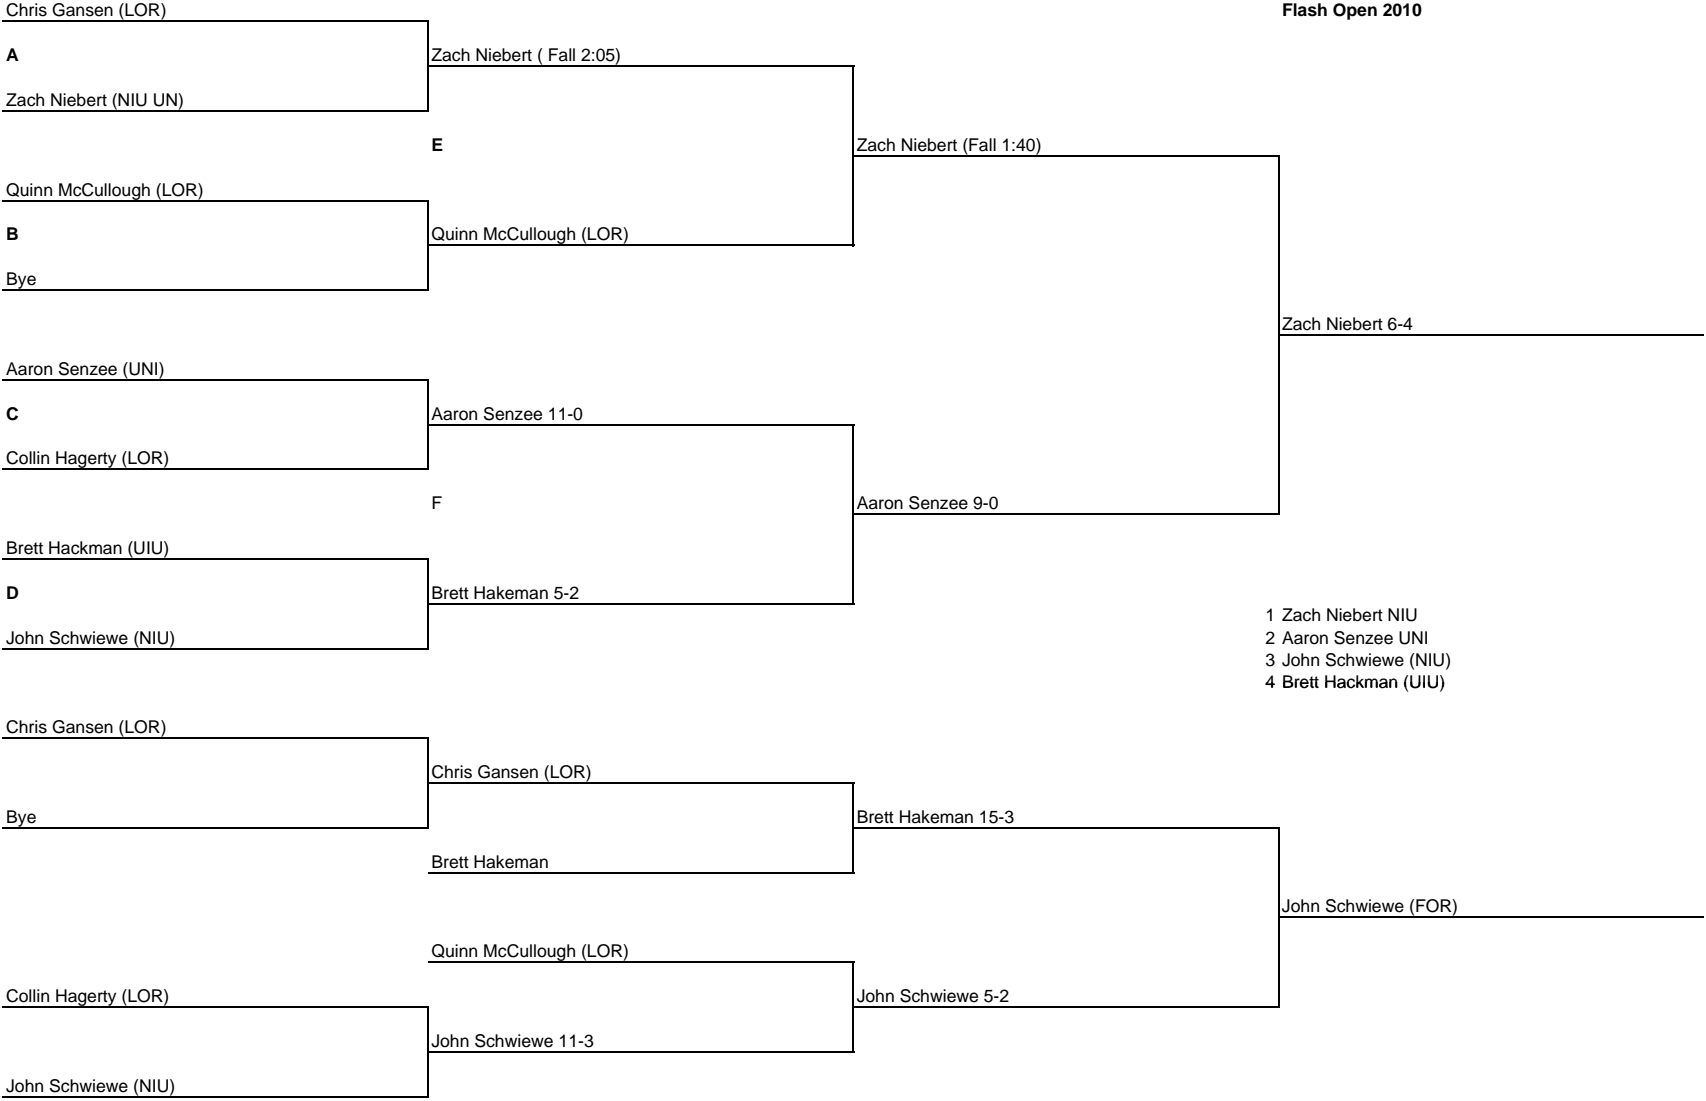 Chris Gansen (LOR)
Flash Open 2010
A
Zach Niebert ( Fall 2:05)
Zach Niebert (NIU UN)
E
Zach Niebert (Fall 1:40)
Quinn McCullough (LOR)
B
Quinn McCullough (LOR)
Bye
Zach Niebert 6-4
Aaron Senzee (UNI)
C
Aaron Senzee 11-0
Collin Hagerty (LOR)
F
Aaron Senzee 9-0
Brett Hackman (UIU)
D
Brett Hakeman 5-2
John Schwiewe (NIU)
1 Zach Niebert NIU
2 Aaron Senzee UNI
3 John Schwiewe (NIU)
4 Brett Hackman (UIU)
Chris Gansen (LOR)
Chris Gansen (LOR)
Bye
Brett Hakeman 15-3
Brett Hakeman
John Schwiewe (FOR)
Quinn McCullough (LOR)
Collin Hagerty (LOR)
John Schwiewe 5-2
John Schwiewe 11-3
John Schwiewe (NIU)